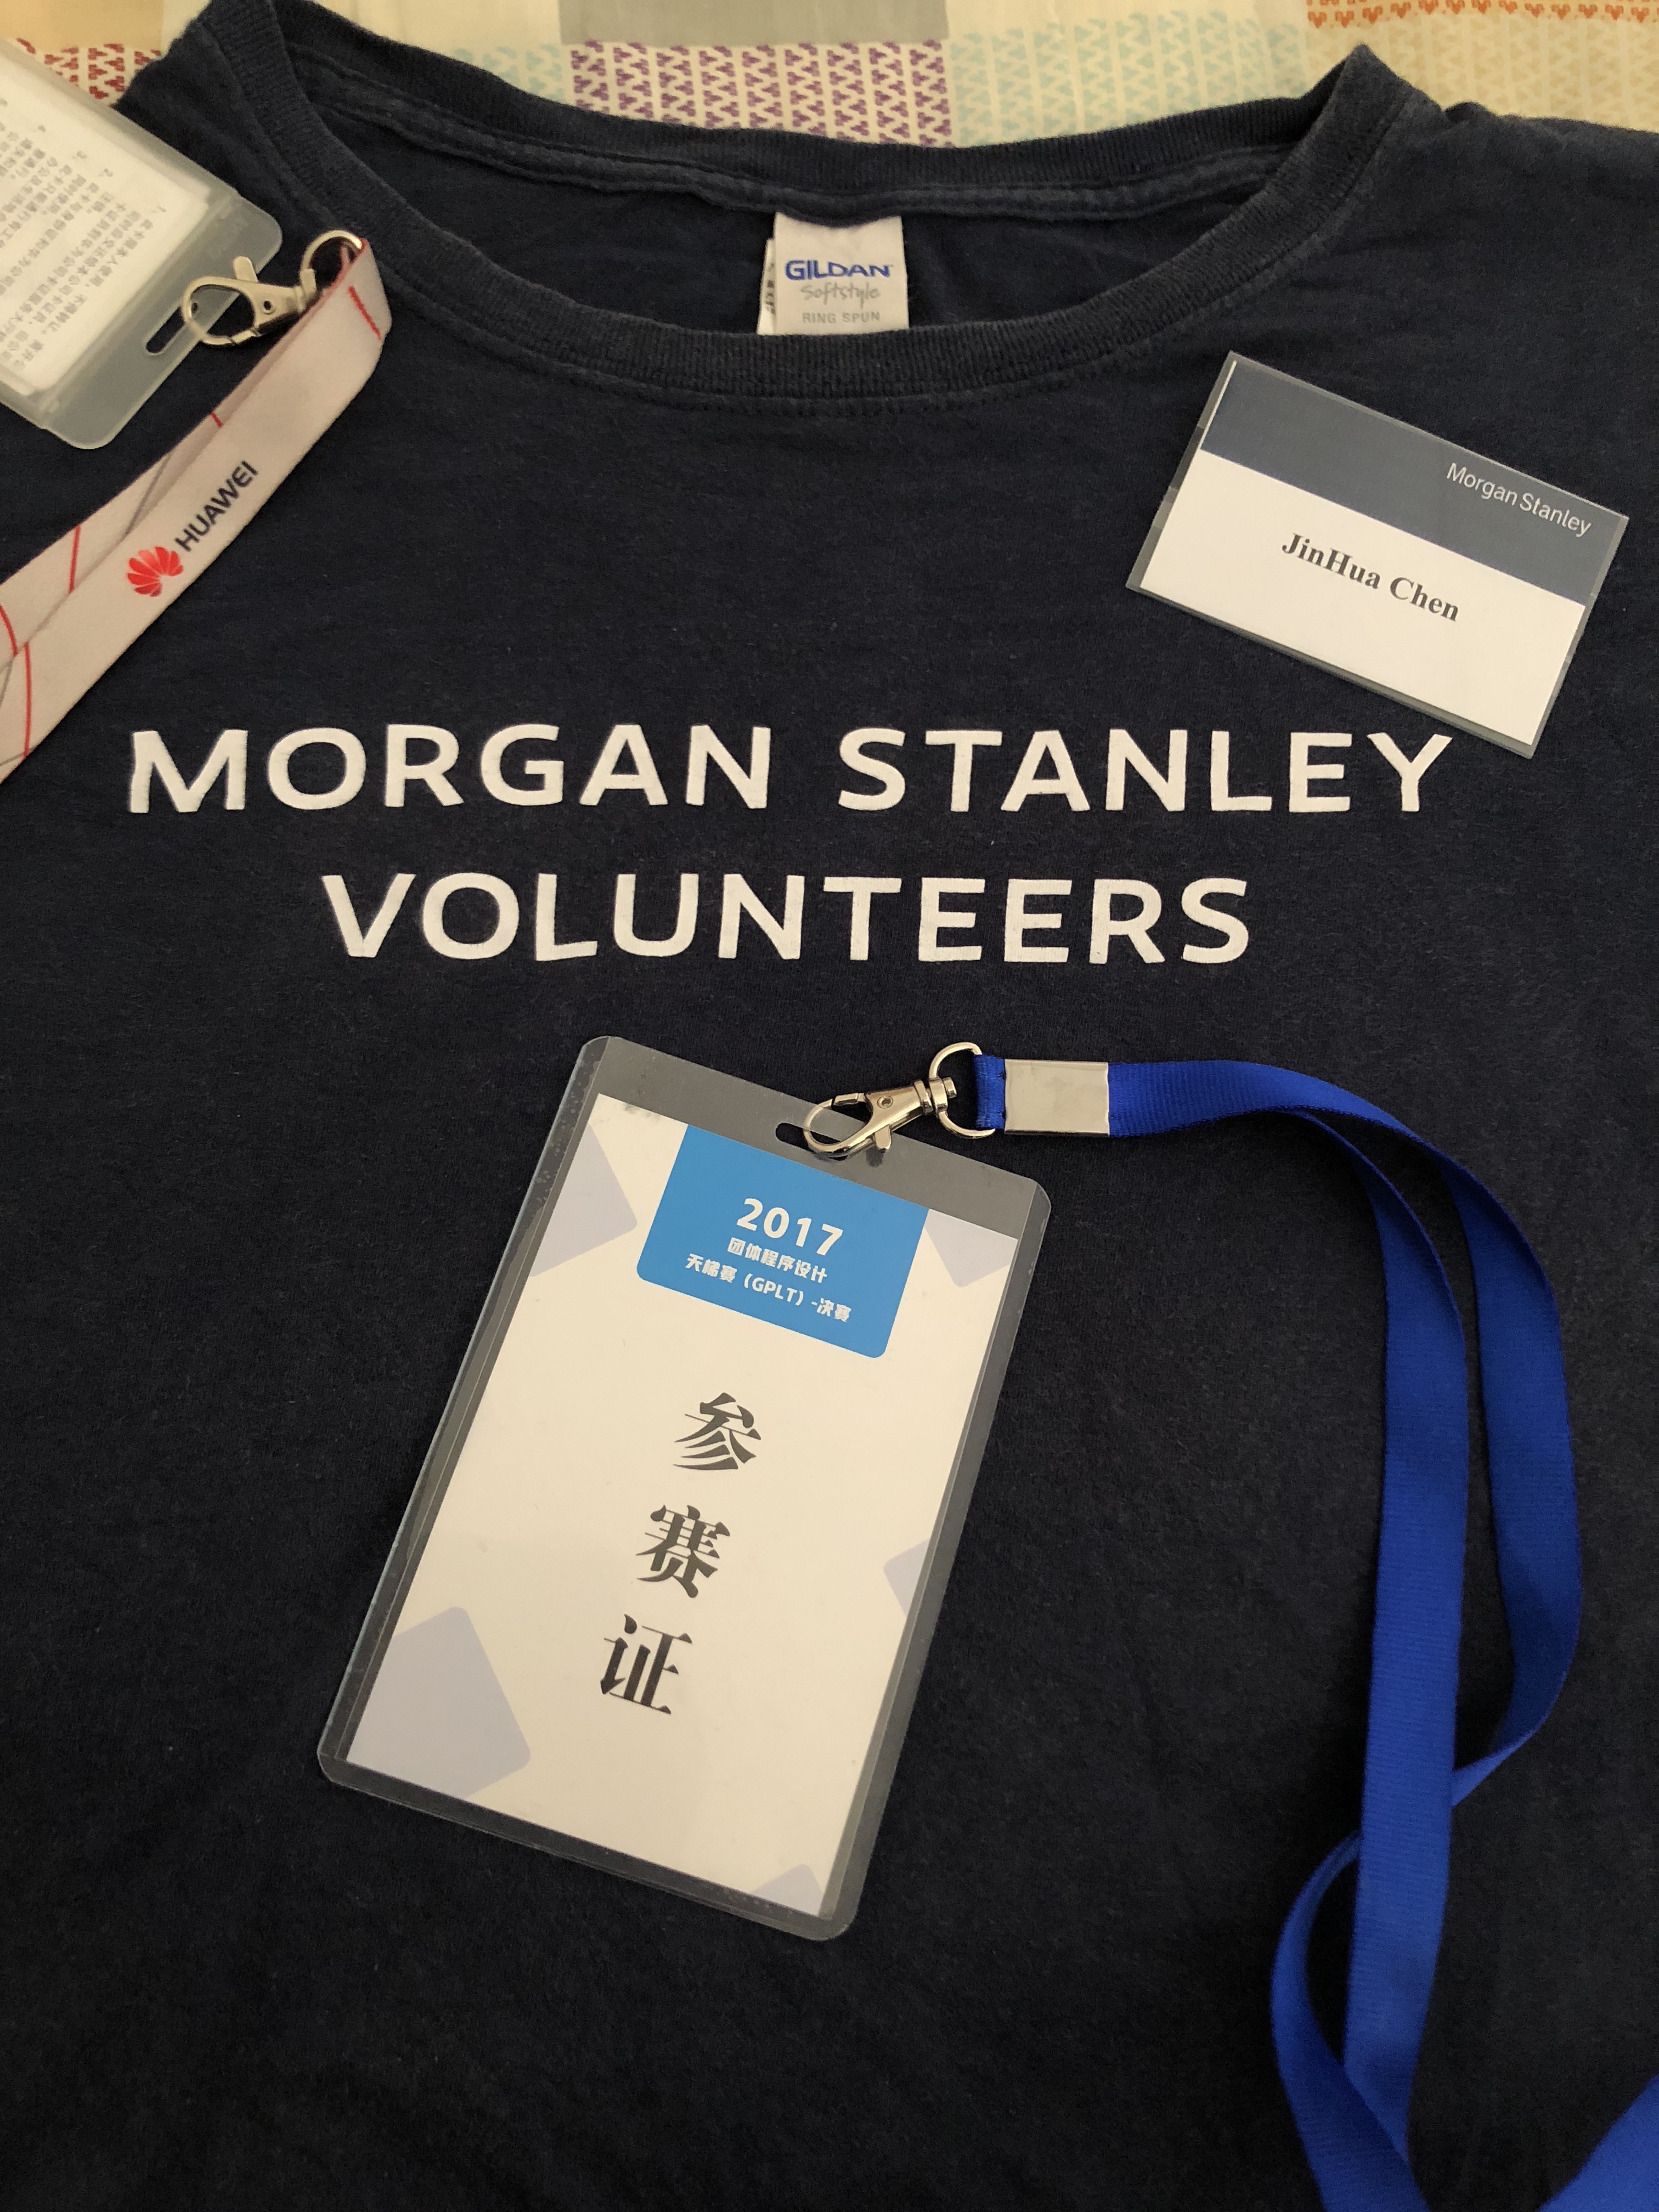 GILDAN
Softstyle
RING SPUN
HUAWEI
Morgan Stanley
JinHua Chen
MORGAN STANLEY
VOLUNTEERS
2017
团体程序设计
天梯赛（GPLT）-决赛
参
赛
证